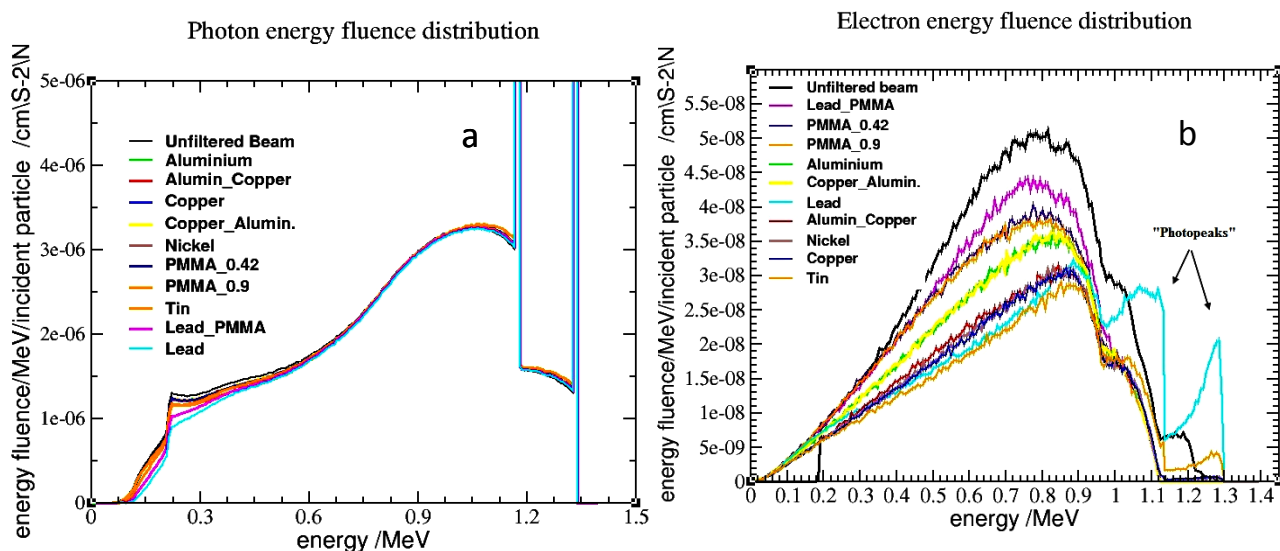 Photon energy fluence distribution
energy fluence/MeV/incident particle /cm\S-2\N
5e-06
4e-06
3e-06
2e-06
1e-06
0
a
Unfiltered Beam
Aluminium
Alumin_Copper
Copper
Copper_Alumin.
Nickel
PMMA_0.42
PMMA_0.9
Tin
Lead_PMMA
Lead
0 0.3 0.6 0.9 1.2 1.5
energy /MeV
Electron energy fluence distribution
energy fluence/MeV/incident particle /cm\S-2\N
5.5e-08
5e-08
4.5e-08
4e-08
3.5e-08
3e-08
2.5e-08
2e-08
1.5e-08
1e-08
5e-09
0
b
Unfiltered beam
Lead_PMMA
PMMA_0.42
PMMA_0.9
Aluminium
Copper_Alumin.
Lead
Alumin_Copper
Nickel
Copper
Tin
"Photopeaks"
0 0.1 0.2 0.3 0.4 0.5 0.6 0.7 0.8 0.9 1 1.1 1.2 1.3 1.4
energy /MeV